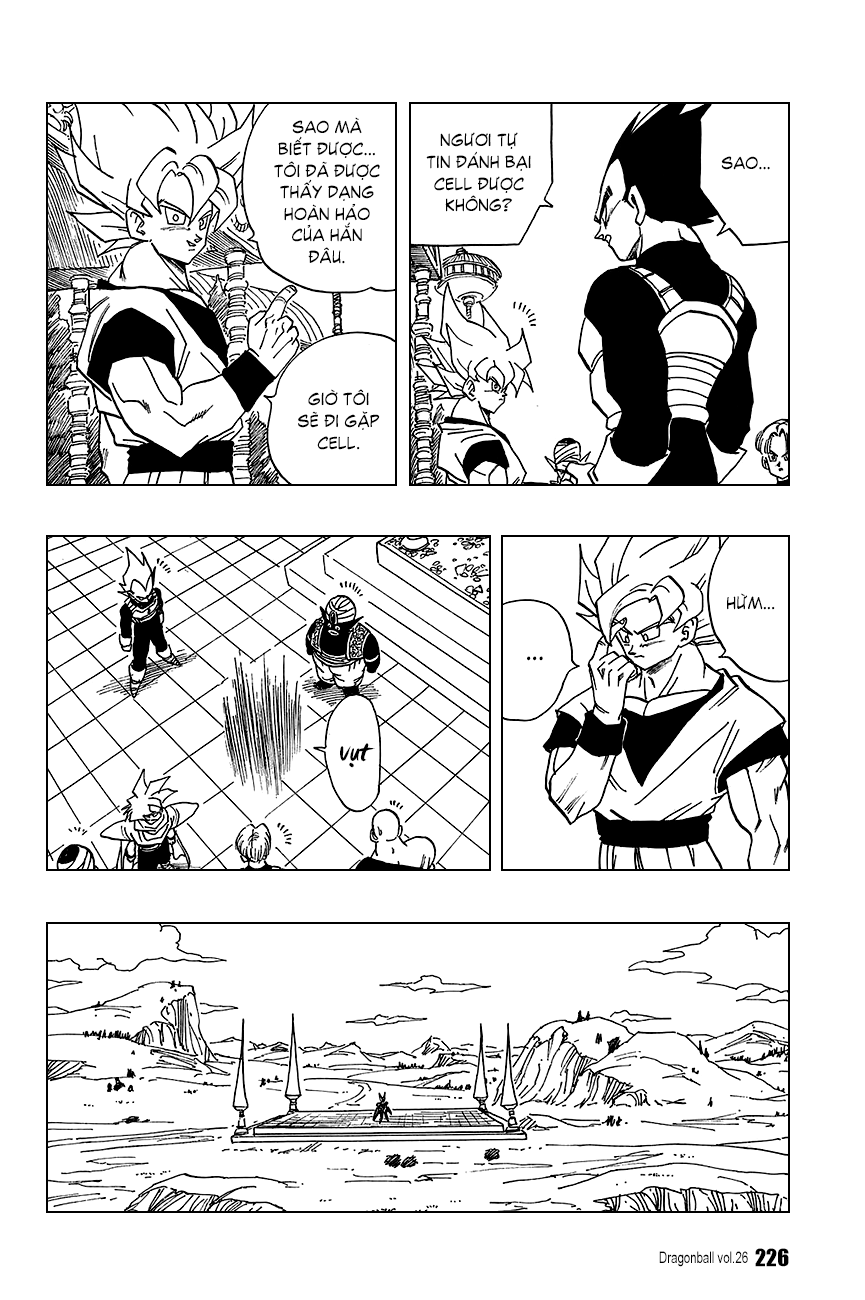 SAO...
NGƯƠI TỰ
TIN ĐÁNH BẠI
CELL ĐƯỢC
KHÔNG?
SAO MÀ
BIẾT ĐƯỢC...
TÔI ĐÃ ĐƯỢC
THẤY DẠNG
HOÀN HẢO
CỦA HẮN
ĐÂU.
GIỜ TÔI
SẼ ĐI GẶP
CELL.
HỪM...
...
VỤT
Dragonball vol.26 226